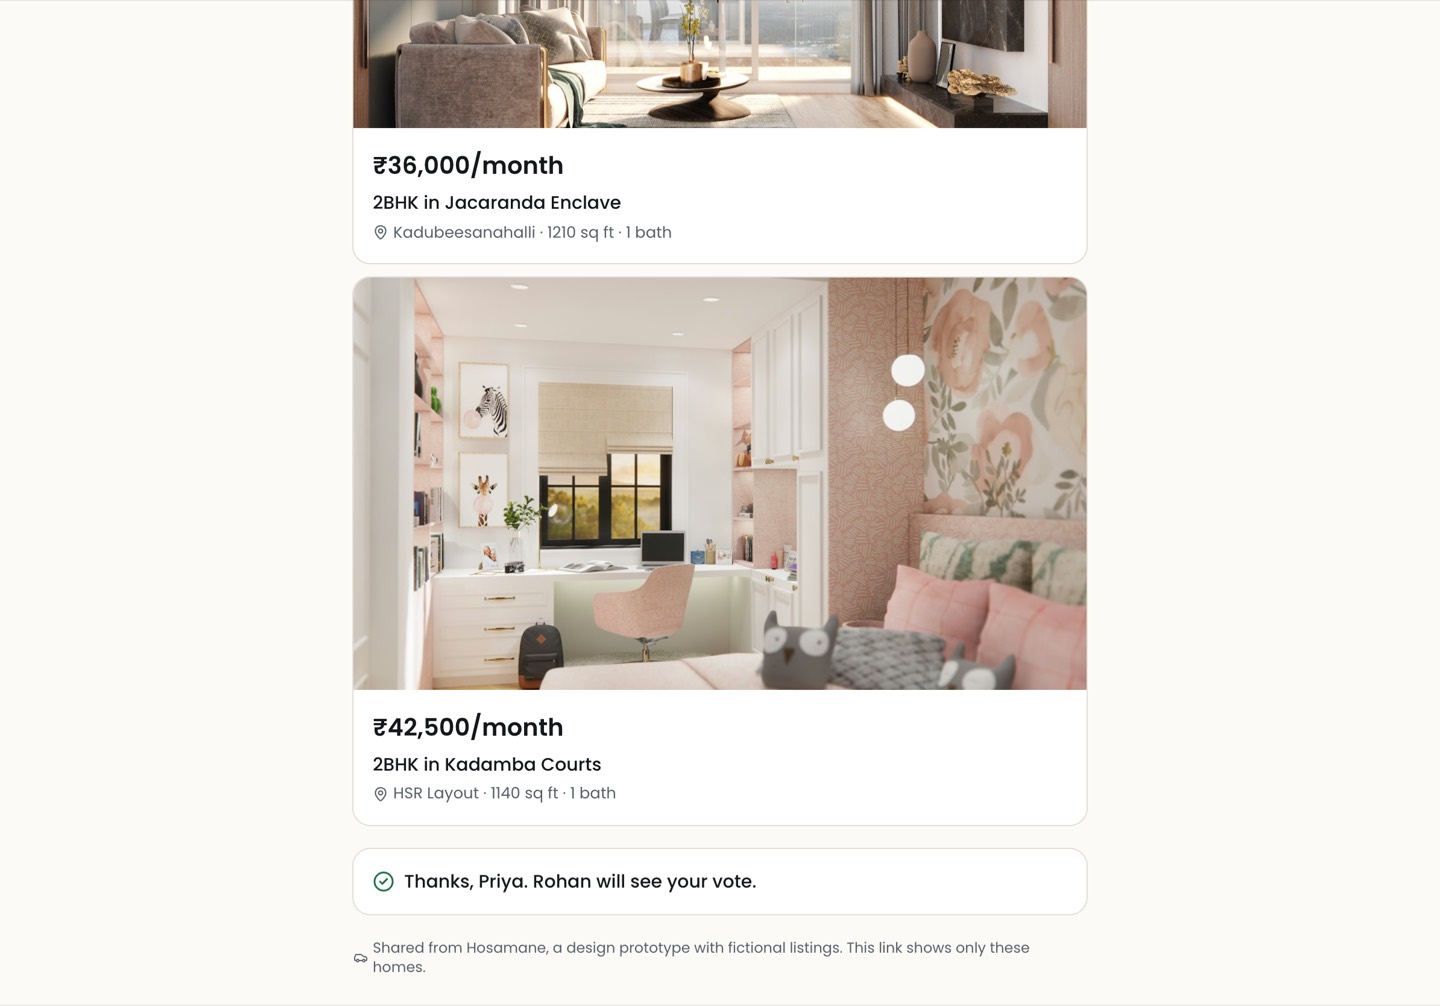 ₹36,000/month
2BHK in Jacaranda Enclave
Kadubeesanahalli · 1210 sq ft · 1 bath
₹42,500/month
2BHK in Kadamba Courts
HSR Layout · 1140 sq ft · 1 bath
Thanks, Priya. Rohan will see your vote.
Shared from Hosamane, a design prototype with fictional listings. This link shows only these
homes.